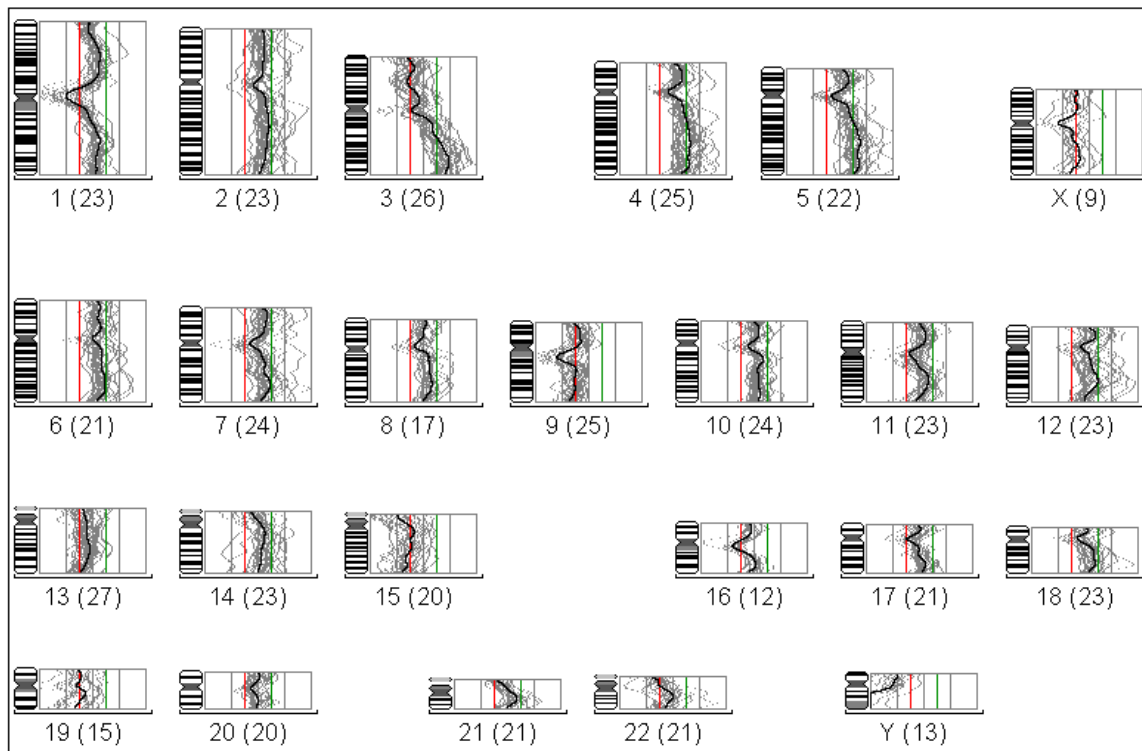 1 (23) 2 (23) 3 (26) 4 (25) 5 (22) X (9)
6 (21) 7 (24) 8 (17) 9 (25) 10 (24) 11 (23) 12 (23)
13 (27) 14 (23) 15 (20) 16 (12) 17 (21) 18 (23)
19 (15) 20 (20) 21 (21) 22 (21) Y (13)